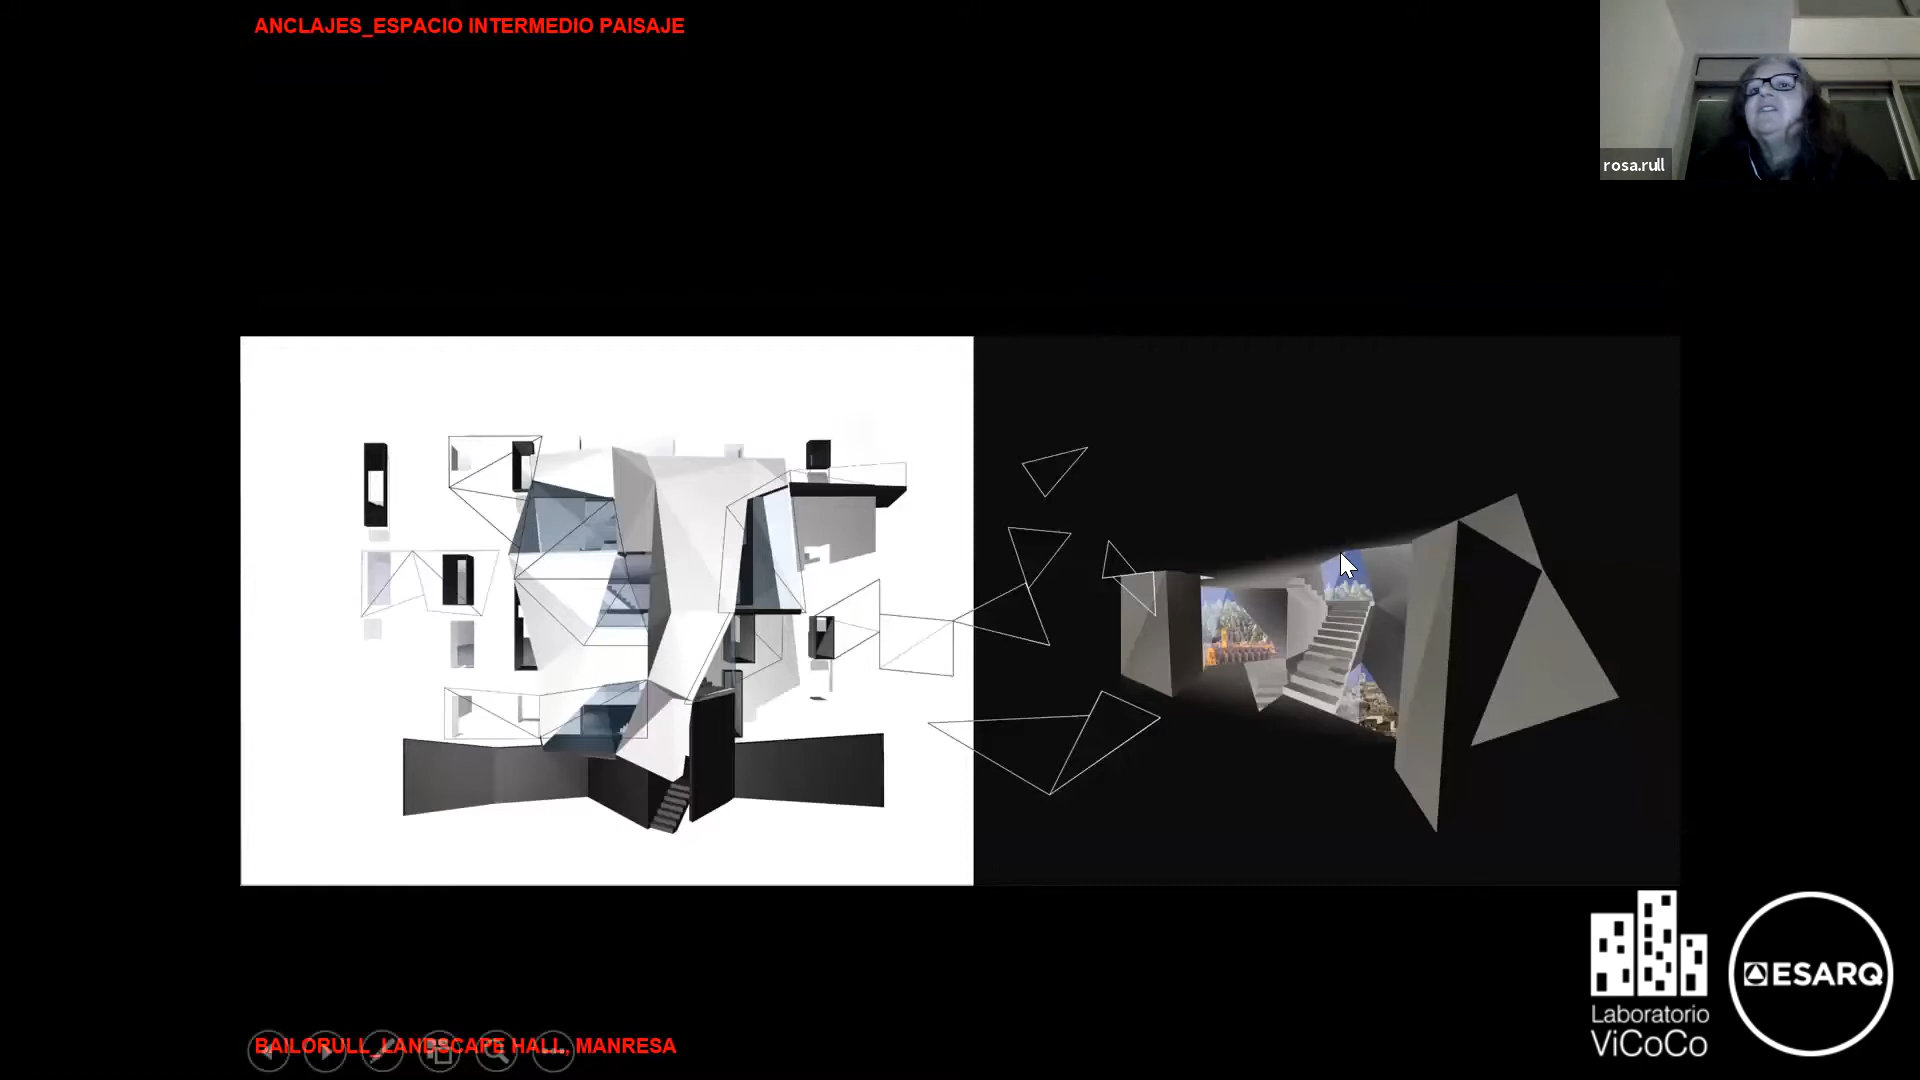 ANCLAJES_ESPACIO INTERMEDIO PAISAJE
rosa.rull
Laboratorio
ViCoCo
ESARQ
BAILORULL_LANDSCAPE HALL, MANRESA